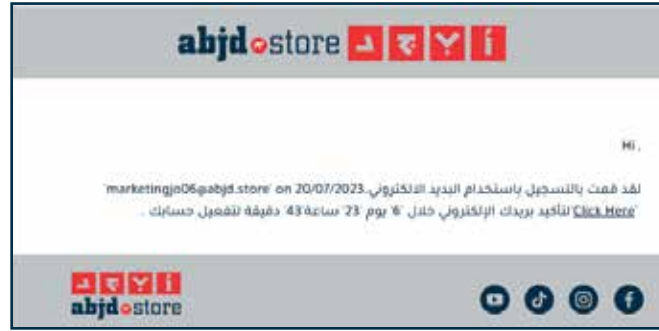 abjd store أ ب ج د
Hi ,
لقد قمت بالتسجيل باستخدام البديد الالكتروني.marketingjo06@abjd.store' on 20/07/2023'
'Click Here' لتأكيد بريدك الإلكتروني خلال '6' يوم '23' ساعة '43' دقيقة لتفعيل حسابك .
أ ب ج د
abjd store